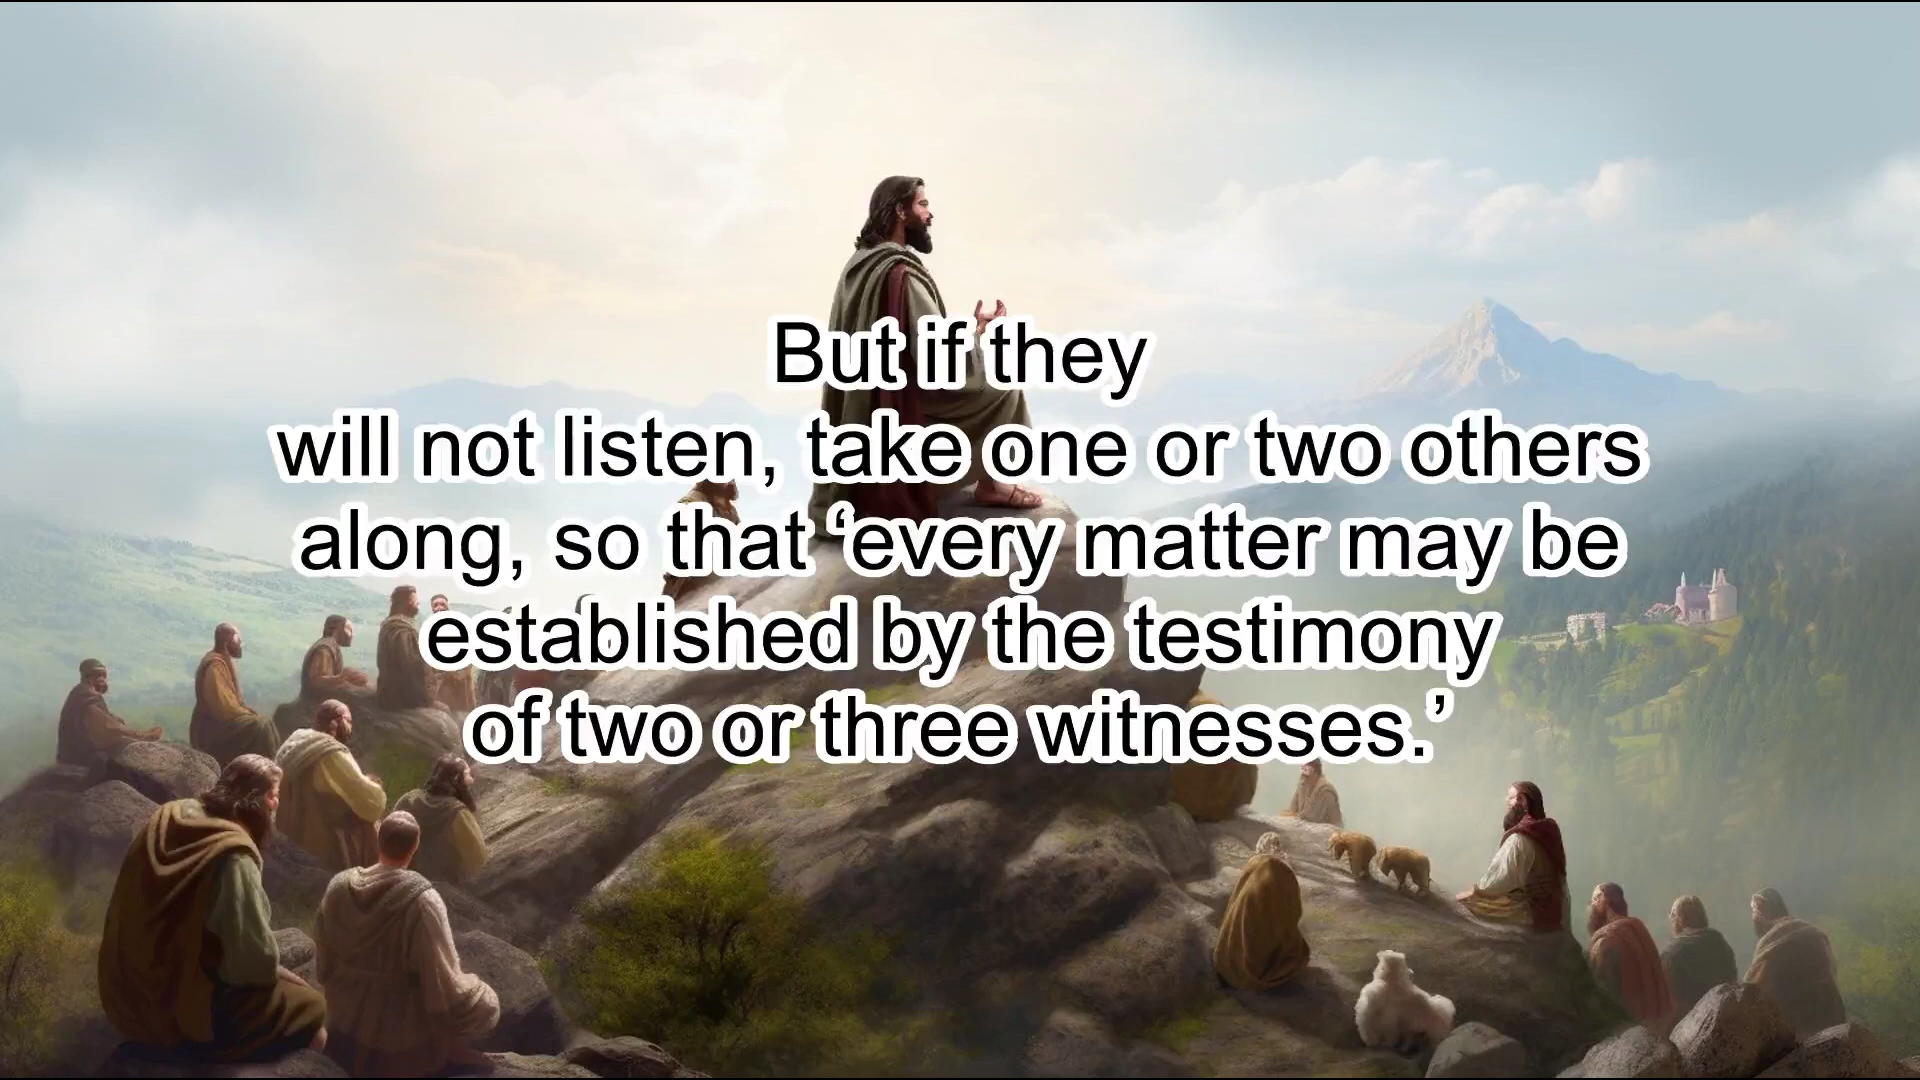 But if they
will not listen, take one or two others
along, so that ‘every matter may be
established by the testimony
of two or three witnesses.’